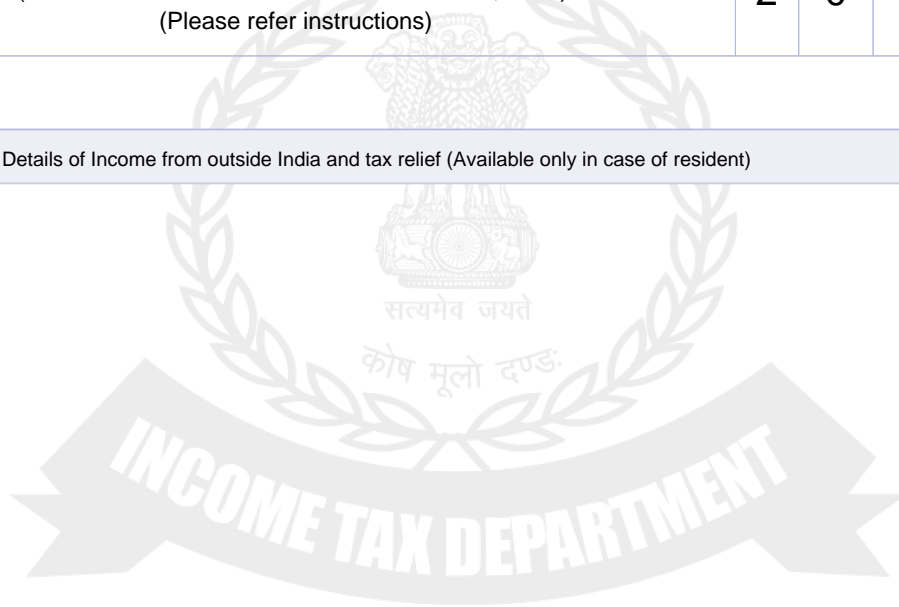 (Please refer instructions)
Details of Income from outside India and tax relief (Available only in case of resident)
सत्यमेव जयते
कोष मूलो दण्डः
INCOME TAX DEPARTMENT